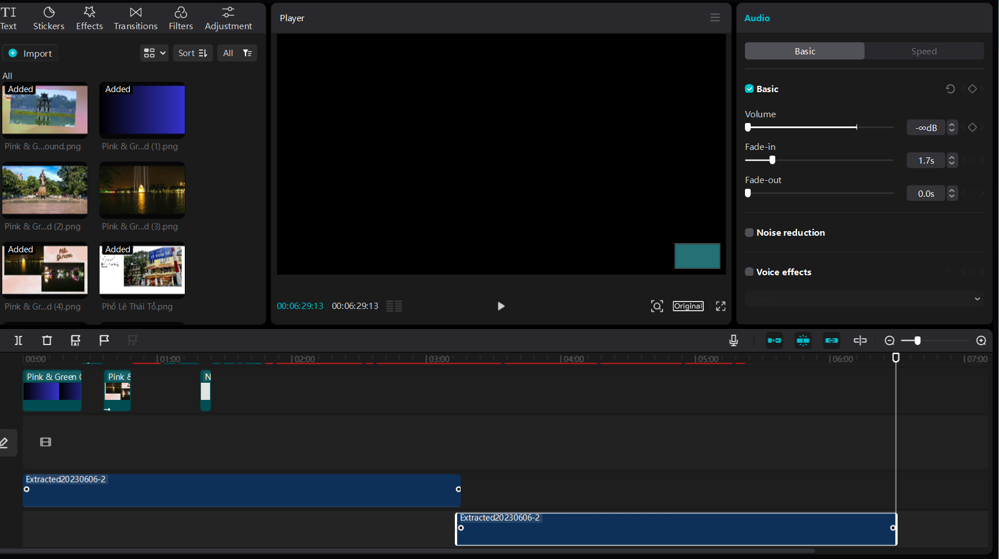 TI
Text Stickers Effects Transitions Filters Adjustment
Import
Sort
All
All
Added
Added
Pink & G...ound.png
Pink & Gr...d (1).png
Pink & Gr...d (2).png
Pink & Gr...d (3).png
Added
Hồ Gươm
Added
Pink & Gr...d (4).png
Phố Lê Thái Tổ.png
Player
00:06:29:13 / 00:06:29:13
Original
Audio
Basic
Speed
Basic
Volume
-∞dB
Fade-in
1.7s
Fade-out
0.0s
Noise reduction
Voice effects
AI
00:00 |01:00 |02:00 |03:00 |04:00 |05:00 |06:00 |07:00
Pink & Green
Pink &
N
Extracted20230606-2
Extracted20230606-2